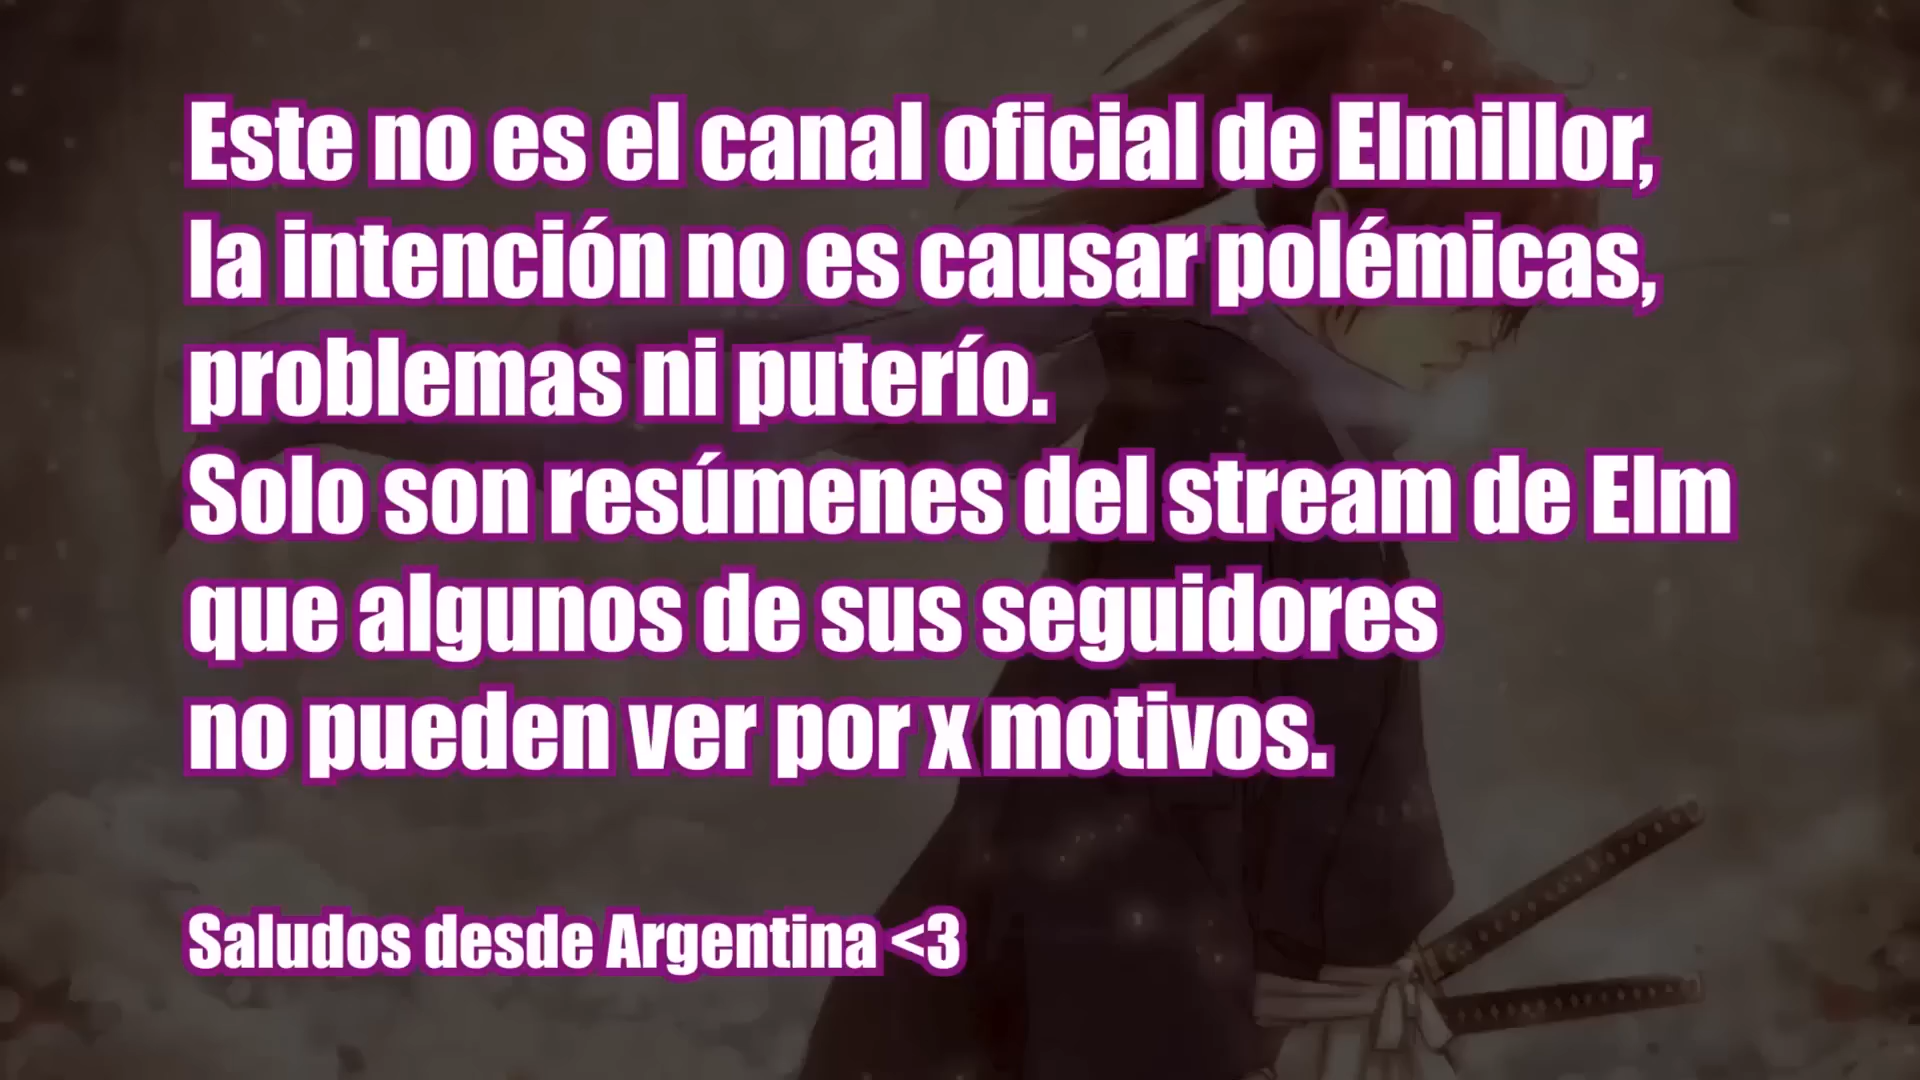 Este no es el canal oficial de Elmillor,
la intención no es causar polémicas,
problemas ni puterío.
Solo son resúmenes del stream de Elm
que algunos de sus seguidores
no pueden ver por x motivos.
Saludos desde Argentina <3